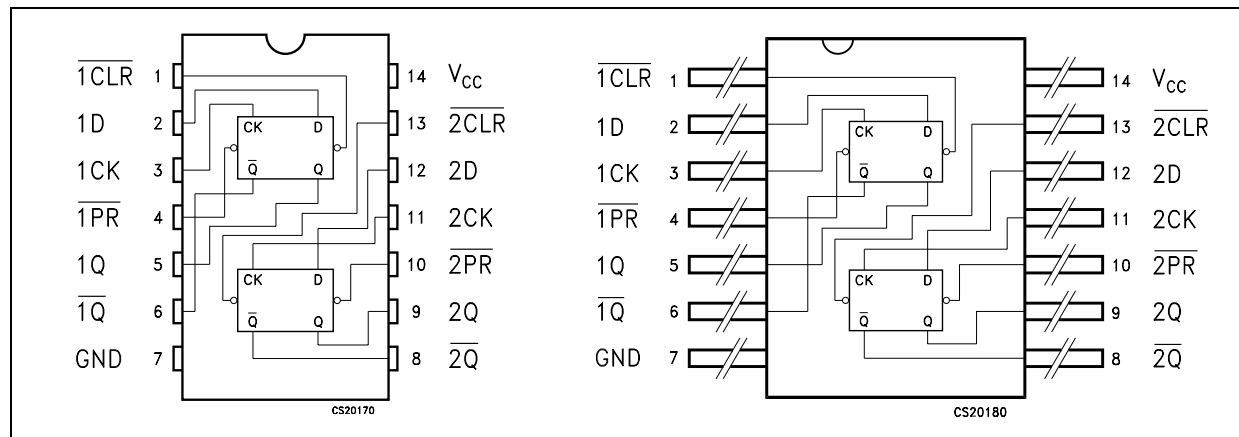 1CLR 1 14 VCC
1D 2 13 2CLR
1CK 3 12 2D
1PR 4 11 2CK
1Q 5 10 2PR
1Q 6 9 2Q
GND 7 8 2Q
CK D
Q Q
CK D
Q Q
CS20170
1CLR 1 14 VCC
1D 2 13 2CLR
1CK 3 12 2D
1PR 4 11 2CK
1Q 5 10 2PR
1Q 6 9 2Q
GND 7 8 2Q
CK D
Q Q
CK D
Q Q
CS20180